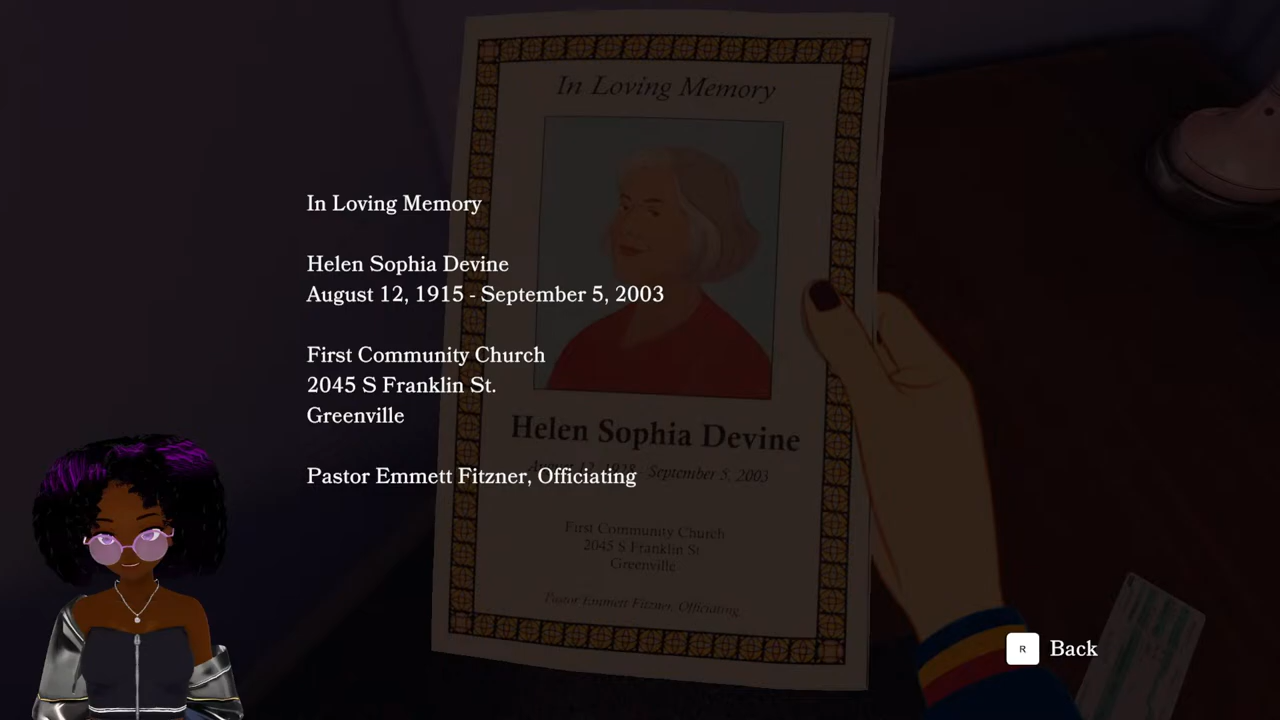 In Loving Memory
In Loving Memory
Helen Sophia Devine
August 12, 1915 - September 5, 2003
First Community Church
2045 S Franklin St.
Greenville
Pastor Emmett Fitzner, Officiating
Helen Sophia Devine
September 5, 2003
First Community Church
2045 S Franklin St.
Greenville
Pastor Emmett Fitzner, Officiating
R Back